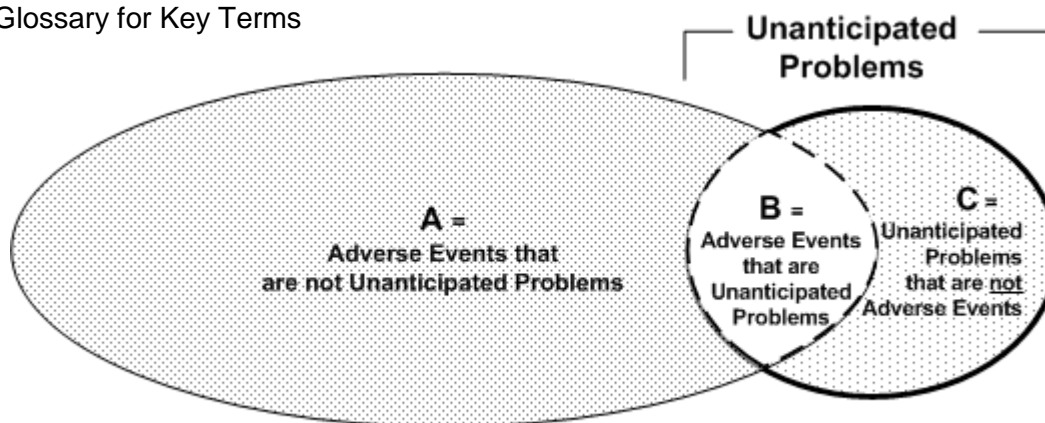 Glossary for Key Terms
Unanticipated
Problems
A =
Adverse Events that
are not Unanticipated Problems
B =
Adverse Events
that are
Unanticipated
Problems
C =
Unanticipated
Problems
that are not
Adverse Events